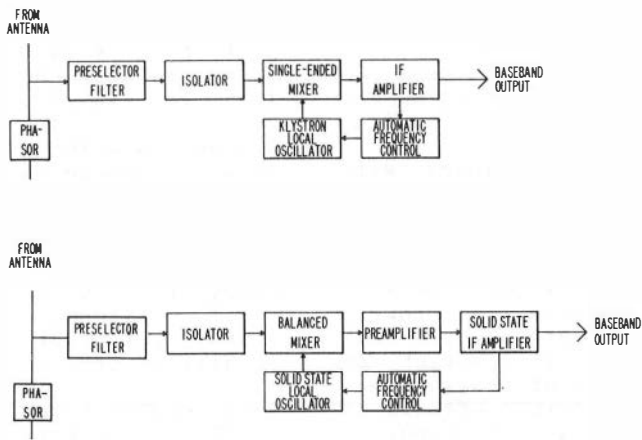 FROM
ANTENNA
PRESELECTOR
FILTER
ISOLATOR
SINGLE-ENDED
MIXER
IF
AMPLIFIER
BASEBAND
OUTPUT
PHA-
SOR
KLYSTRON
LOCAL
OSCILLATOR
AUTOMATIC
FREQUENCY
CONTROL
FROM
ANTENNA
PRESELECTOR
FILTER
ISOLATOR
BALANCED
MIXER
PREAMPLIFIER
SOLID STATE
IF AMPLIFIER
BASEBAND
OUTPUT
PHA-
SOR
SOLID STATE
LOCAL
OSCILLATOR
AUTOMATIC
FREQUENCY
CONTROL